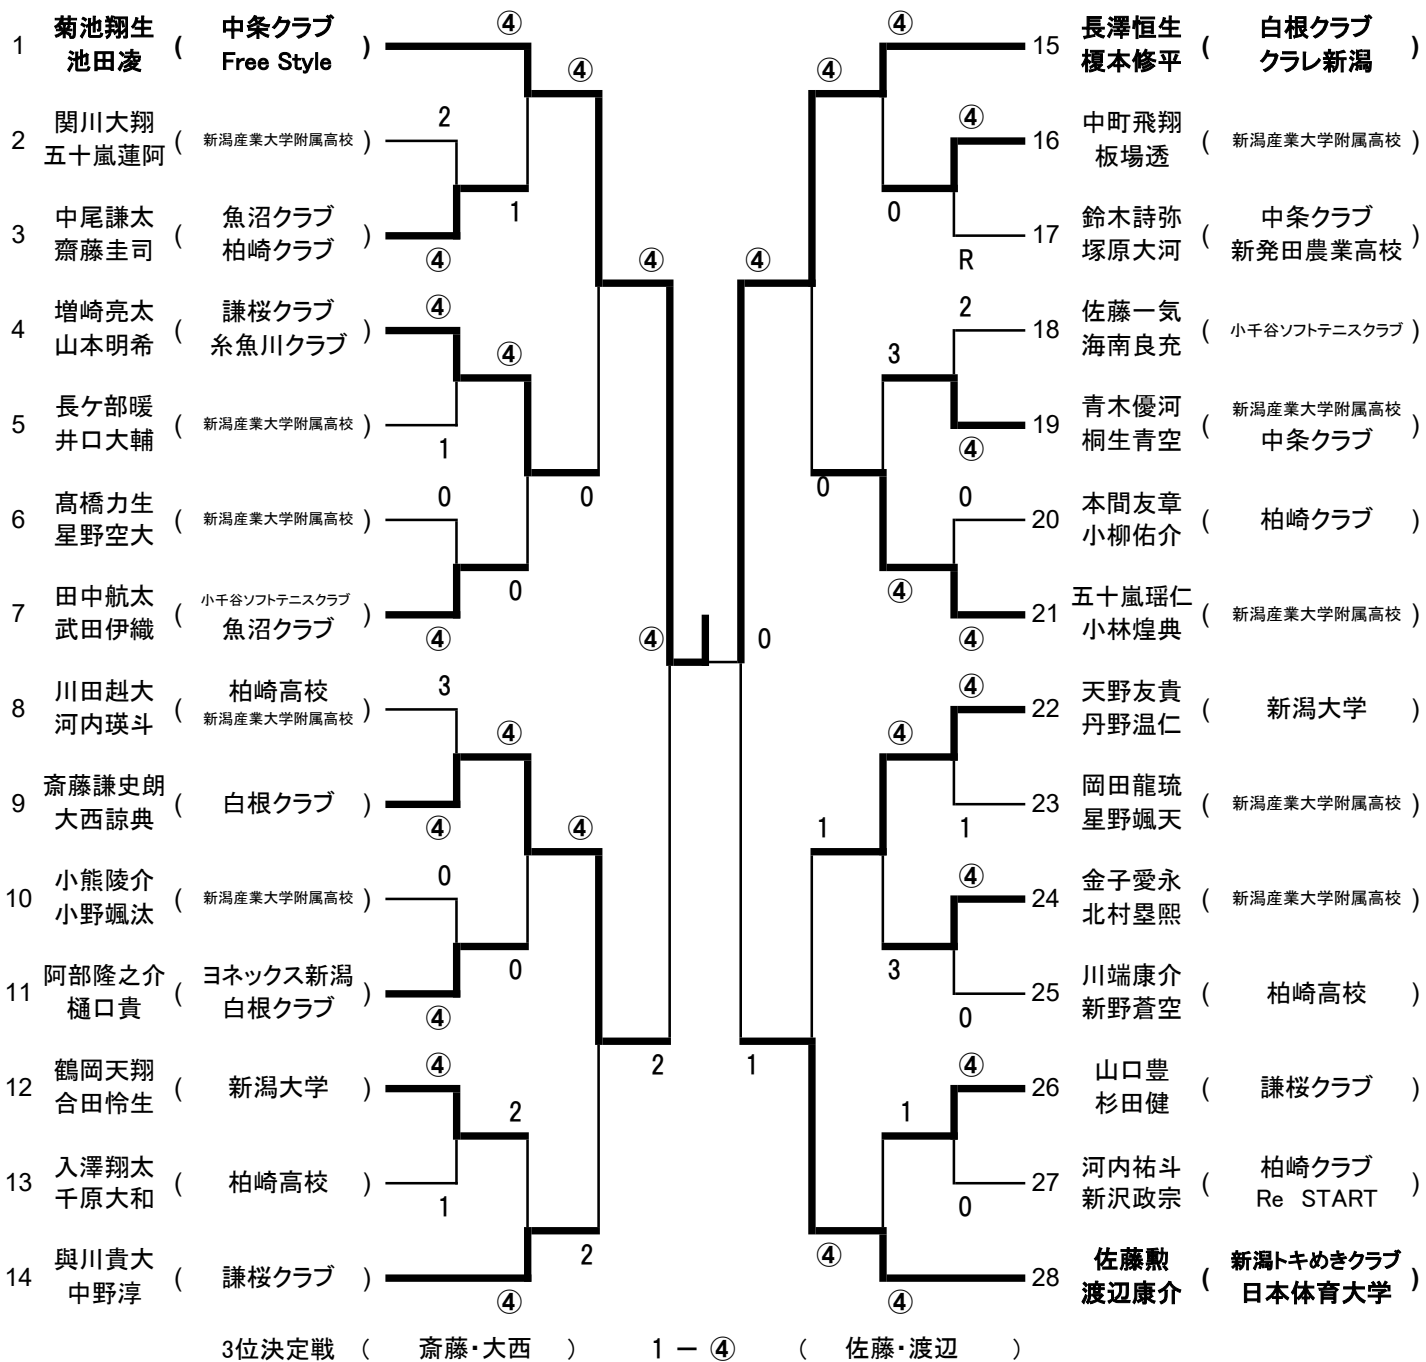 1 菊池翔生 池田凌 ( 中条クラブ Free Style ) ④
2 関川大翔 五十嵐蓮阿 ( 新潟産業大学附属高校 ) 2
3 中尾謙太 齋藤圭司 ( 魚沼クラブ 柏崎クラブ ) ④
4 増崎亮太 山本明希 ( 謙桜クラブ 糸魚川クラブ ) ④
5 長ケ部暖 井口大輔 ( 新潟産業大学附属高校 ) 1
6 髙橋力生 星野空大 ( 新潟産業大学附属高校 ) 0
7 田中航太 武田伊織 ( 小千谷ソフトテニスクラブ 魚沼クラブ ) ④
8 川田赳大 河内瑛斗 ( 柏崎高校 新潟産業大学附属高校 ) 3
9 斎藤謙史朗 大西諒典 ( 白根クラブ ) ④
10 小熊陵介 小野颯汰 ( 新潟産業大学附属高校 ) 0
11 阿部隆之介 樋口貴 ( ヨネックス新潟 白根クラブ ) ④
12 鶴岡天翔 合田怜生 ( 新潟大学 ) ④
13 入澤翔太 千原大和 ( 柏崎高校 ) 1
14 與川貴大 中野淳 ( 謙桜クラブ ) ④
1
④
0
④
0
2
④
0
④
2
④
2
④
0
④
1
④
0
④
1
0
3
④
④
3
1
④ 15 長澤恒生 榎本修平 ( 白根クラブ クラレ新潟 )
④ 16 中町飛翔 板場透 ( 新潟産業大学附属高校 )
R 17 鈴木詩弥 塚原大河 ( 中条クラブ 新発田農業高校 )
2 18 佐藤一気 海南良充 ( 小千谷ソフトテニスクラブ )
④ 19 青木優河 桐生青空 ( 新潟産業大学附属高校 中条クラブ )
0 20 本間友章 小柳佑介 ( 柏崎クラブ )
④ 21 五十嵐瑶仁 小林煌典 ( 新潟産業大学附属高校 )
④ 22 天野友貴 丹野温仁 ( 新潟大学 )
1 23 岡田龍琉 星野颯天 ( 新潟産業大学附属高校 )
④ 24 金子愛永 北村塁熙 ( 新潟産業大学附属高校 )
0 25 川端康介 新野蒼空 ( 柏崎高校 )
④ 26 山口豊 杉田健 ( 謙桜クラブ )
0 27 河内祐斗 新沢政宗 ( 柏崎クラブ Re START )
④ 28 佐藤勲 渡辺康介 ( 新潟トキめきクラブ 日本体育大学 )
④
3位決定戦 ( 斎藤・大西 ) 1 － ④ ( 佐藤・渡辺 )